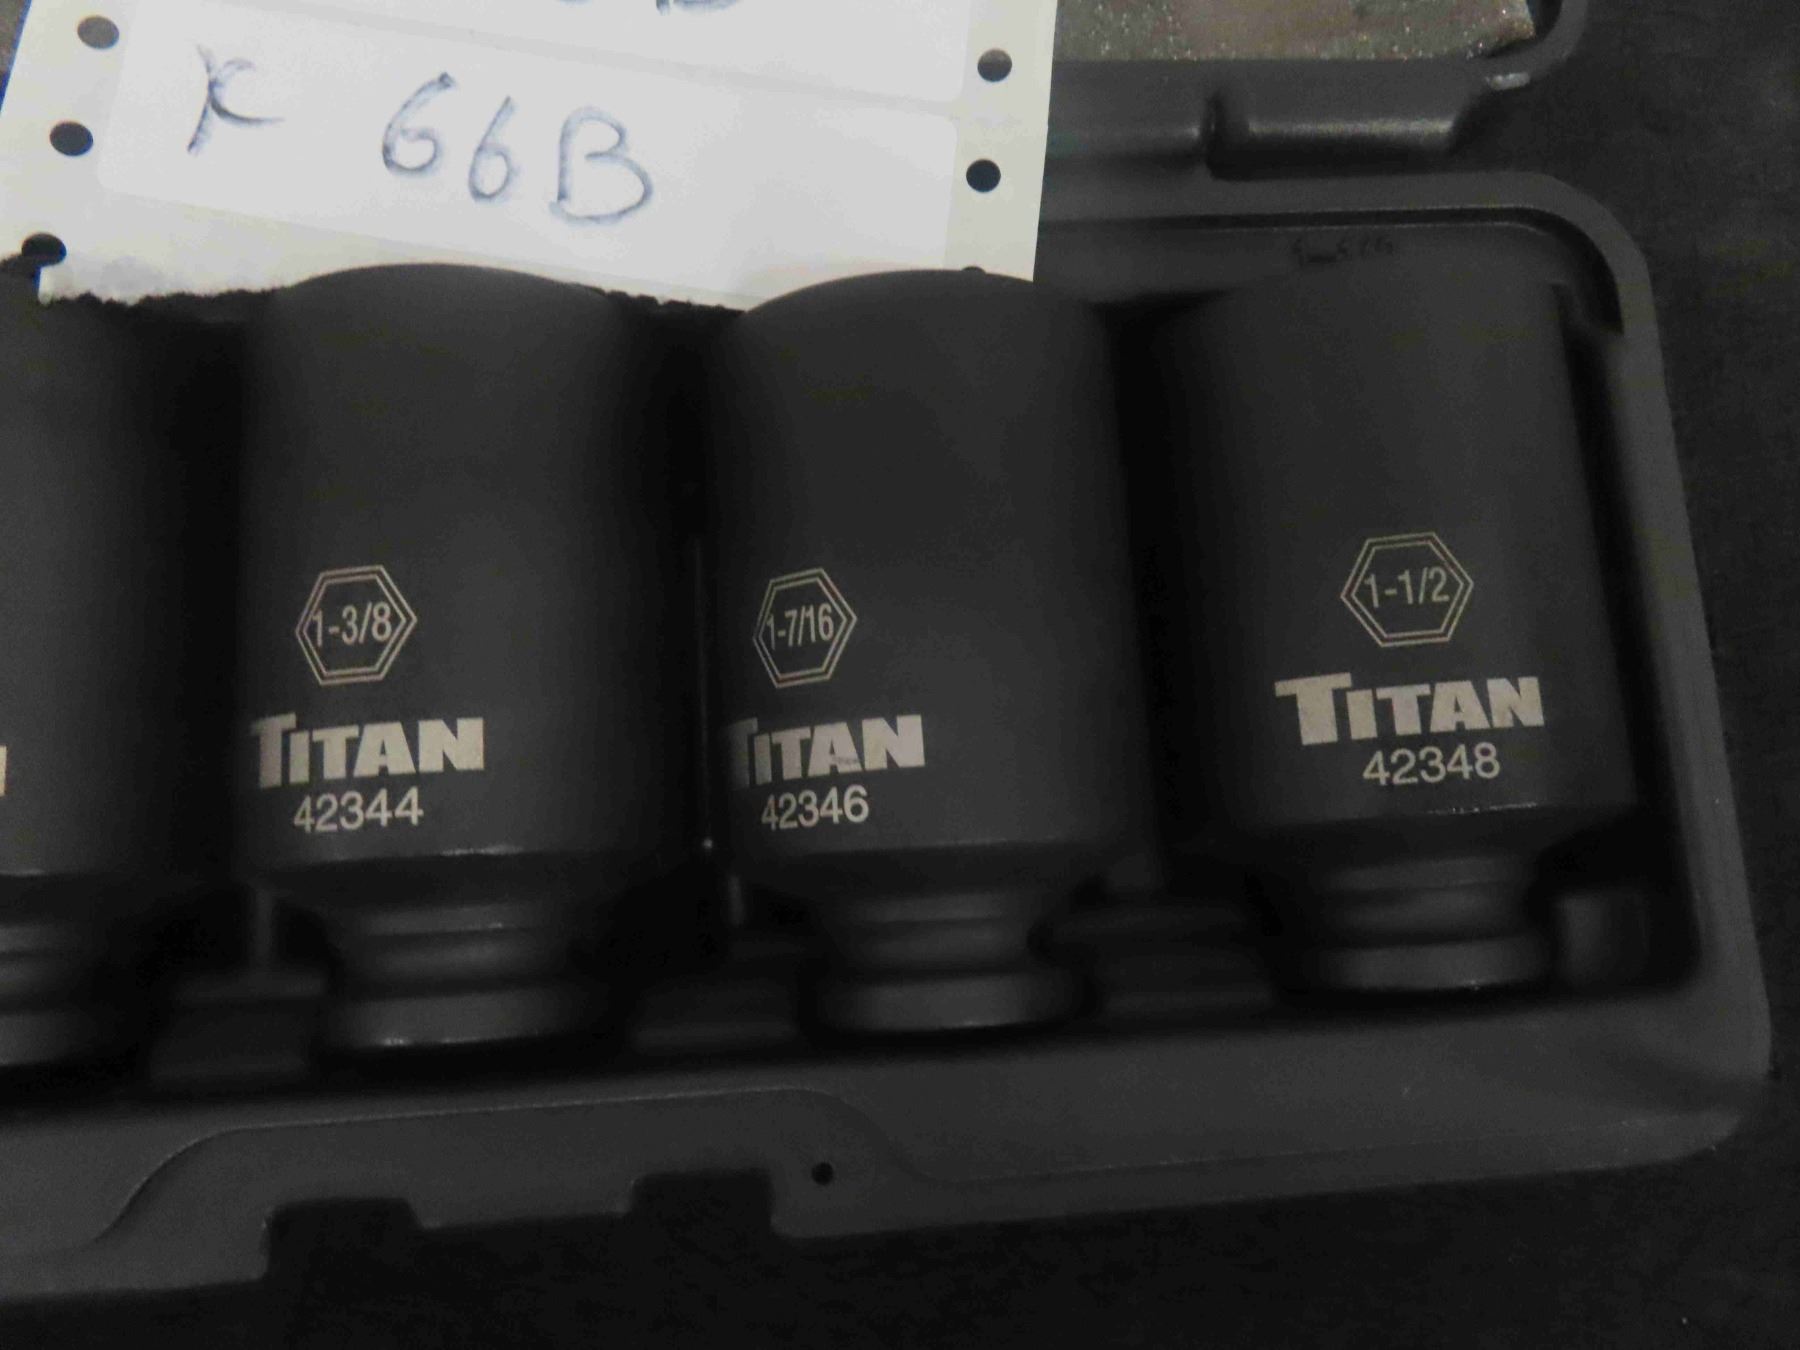 K 66B
1-3/8
TITAN
42344
1-7/16
TITAN
42346
1-1/2
TITAN
42348